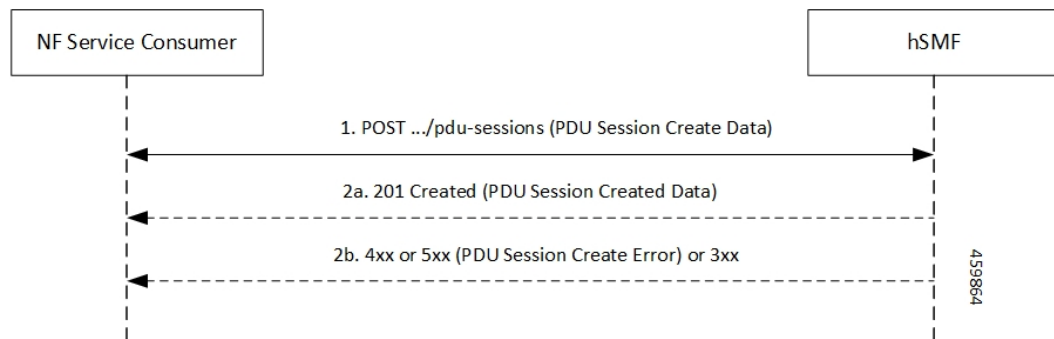 NF Service Consumer
hSMF
1. POST .../pdu-sessions (PDU Session Create Data)
2a. 201 Created (PDU Session Created Data)
2b. 4xx or 5xx (PDU Session Create Error) or 3xx
459864